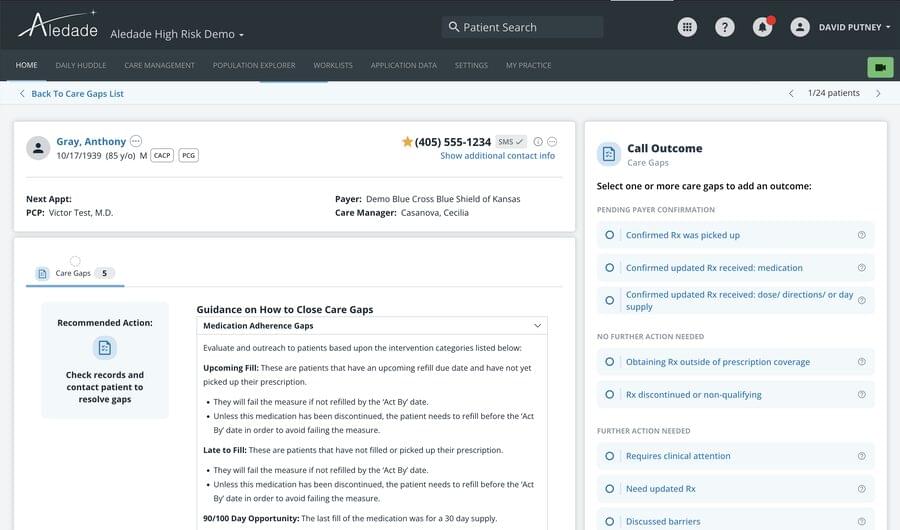 Aledade
Aledade High Risk Demo
Patient Search
?
DAVID PUTNEY
HOME DAILY HUDDLE CARE MANAGEMENT POPULATION EXPLORER WORKLISTS APPLICATION DATA SETTINGS MY PRACTICE
Back To Care Gaps List
1/24 patients
Gray, Anthony
10/17/1939 (85 y/o) M CACP PCG
(405) 555-1234 SMS
Show additional contact info
Next Appt:
PCP: Victor Test, M.D.
Payer: Demo Blue Cross Blue Shield of Kansas
Care Manager: Casanova, Cecilia
Care Gaps 5
Recommended Action:
Check records and
contact patient to
resolve gaps
Guidance on How to Close Care Gaps
Medication Adherence Gaps
Evaluate and outreach to patients based upon the intervention categories listed below:
Upcoming Fill: These are patients that have an upcoming refill due date and have not yet
picked up their prescription.
• They will fail the measure if not refilled by the 'Act By' date.
• Unless this medication has been discontinued, the patient needs to refill before the 'Act
By' date in order to avoid failing the measure.
Late to Fill: These are patients that have not filled or picked up their prescription.
• They will fail the measure if not refilled by the 'Act By' date.
• Unless this medication has been discontinued, the patient needs to refill before the 'Act
By' date in order to avoid failing the measure.
90/100 Day Opportunity: The last fill of the medication was for a 30 day supply.
Call Outcome
Care Gaps
Select one or more care gaps to add an outcome:
PENDING PAYER CONFIRMATION
Confirmed Rx was picked up
Confirmed updated Rx received: medication
Confirmed updated Rx received: dose/ directions/ or day
supply
NO FURTHER ACTION NEEDED
Obtaining Rx outside of prescription coverage
Rx discontinued or non-qualifying
FURTHER ACTION NEEDED
Requires clinical attention
Need updated Rx
Discussed barriers